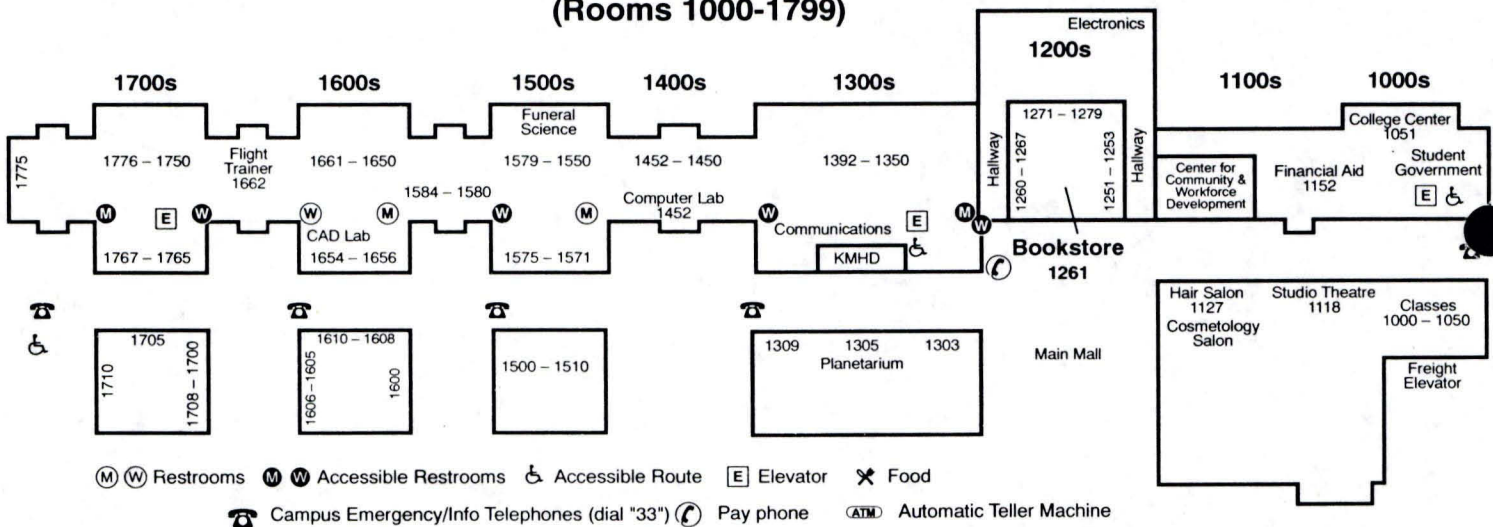 (Rooms 1000-1799)
Electronics
1200s
1700s
1600s
1500s
1400s
1300s
1100s
1000s
Funeral
Science
1271 – 1279
College Center
1051
1775
1776 – 1750
Flight
Trainer
1662
1661 – 1650
1584 – 1580
1579 – 1550
1452 – 1450
Computer Lab
1452
1392 – 1350
Hallway
1260 – 1267
1251 – 1253
Hallway
Center for
Community &
Workforce
Development
Financial Aid
1152
Student
Government
E
M
E
W
W
M
W
M
W
E
M
W
CAD Lab
1654 – 1656
1767 – 1765
1575 – 1571
Communications
KMHD
Bookstore
1261
1705
1710
1708 – 1700
1610 – 1608
1606 – 1605
1600
1500 – 1510
1309
1305
1303
Planetarium
Main Mall
Hair Salon
1127
Cosmetology
Salon
Studio Theatre
1118
Classes
1000 – 1050
Freight
Elevator
M W Restrooms M W Accessible Restrooms Accessible Route E Elevator Food
Campus Emergency/Info Telephones (dial "33") Pay phone ATM Automatic Teller Machine